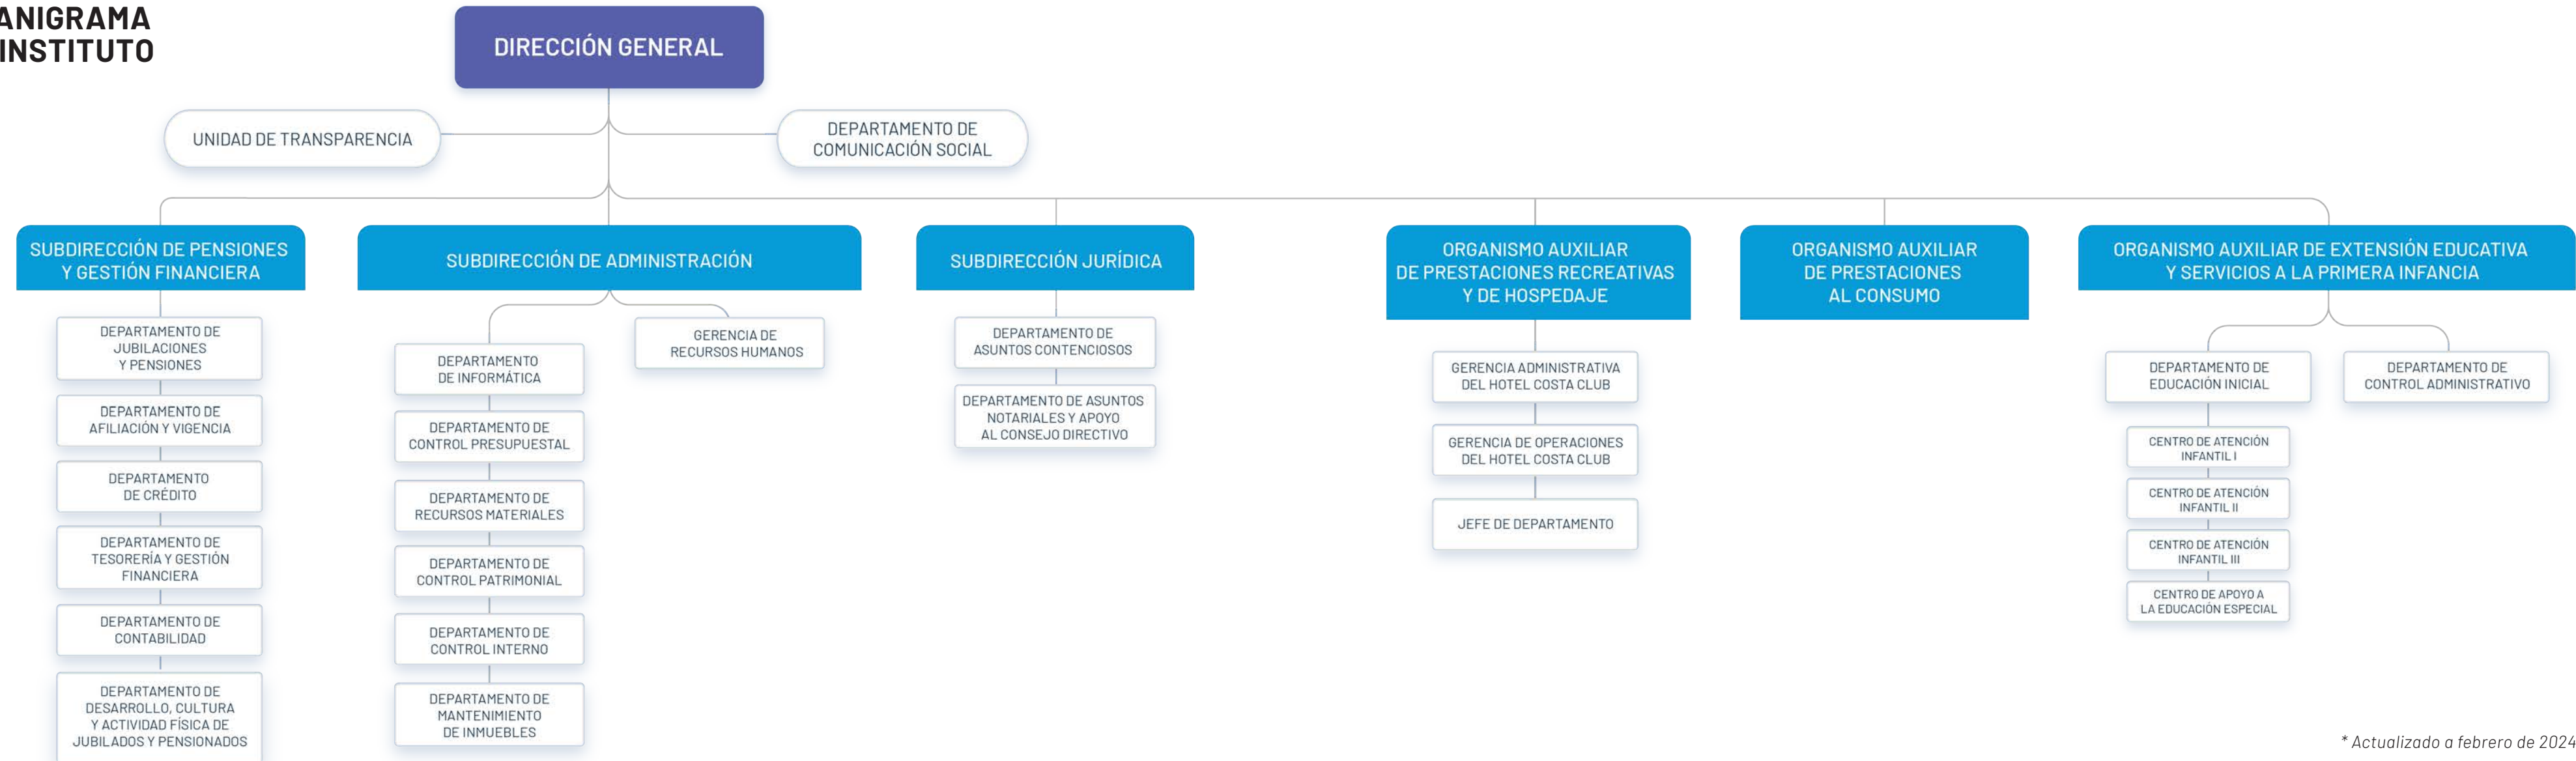 ANIGRAMA
INSTITUTO
DIRECCIÓN GENERAL
UNIDAD DE TRANSPARENCIA
DEPARTAMENTO DE
COMUNICACIÓN SOCIAL
SUBDIRECCIÓN DE PENSIONES
Y GESTIÓN FINANCIERA
DEPARTAMENTO DE
JUBILACIONES
Y PENSIONES
DEPARTAMENTO DE
AFILIACIÓN Y VIGENCIA
DEPARTAMENTO
DE CRÉDITO
DEPARTAMENTO DE
TESORERÍA Y GESTIÓN
FINANCIERA
DEPARTAMENTO DE
CONTABILIDAD
DEPARTAMENTO DE
DESARROLLO, CULTURA
Y ACTIVIDAD FÍSICA DE
JUBILADOS Y PENSIONADOS
SUBDIRECCIÓN DE ADMINISTRACIÓN
DEPARTAMENTO
DE INFORMÁTICA
DEPARTAMENTO DE
CONTROL PRESUPUESTAL
DEPARTAMENTO DE
RECURSOS MATERIALES
DEPARTAMENTO DE
CONTROL PATRIMONIAL
DEPARTAMENTO DE
CONTROL INTERNO
DEPARTAMENTO DE
MANTENIMIENTO
DE INMUEBLES
GERENCIA DE
RECURSOS HUMANOS
SUBDIRECCIÓN JURÍDICA
DEPARTAMENTO DE
ASUNTOS CONTENCIOSOS
DEPARTAMENTO DE ASUNTOS
NOTARIALES Y APOYO
AL CONSEJO DIRECTIVO
ORGANISMO AUXILIAR
DE PRESTACIONES RECREATIVAS
Y DE HOSPEDAJE
GERENCIA ADMINISTRATIVA
DEL HOTEL COSTA CLUB
GERENCIA DE OPERACIONES
DEL HOTEL COSTA CLUB
JEFE DE DEPARTAMENTO
ORGANISMO AUXILIAR
DE PRESTACIONES
AL CONSUMO
ORGANISMO AUXILIAR DE EXTENSIÓN EDUCATIVA
Y SERVICIOS A LA PRIMERA INFANCIA
DEPARTAMENTO DE
EDUCACIÓN INICIAL
CENTRO DE ATENCIÓN
INFANTIL I
CENTRO DE ATENCIÓN
INFANTIL II
CENTRO DE ATENCIÓN
INFANTIL III
CENTRO DE APOYO A
LA EDUCACIÓN ESPECIAL
DEPARTAMENTO DE
CONTROL ADMINISTRATIVO
* Actualizado a febrero de 2024